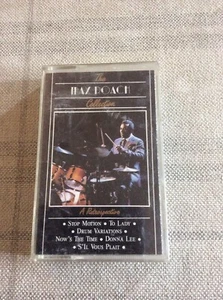 The
MAX ROACH
Collection
A Retrospective
• STOP MOTION • TO LADY
• DRUM VARIATIONS •
NOW'S THE TIME • DONNA LEE •
• S'IL VOUS PLAIT •